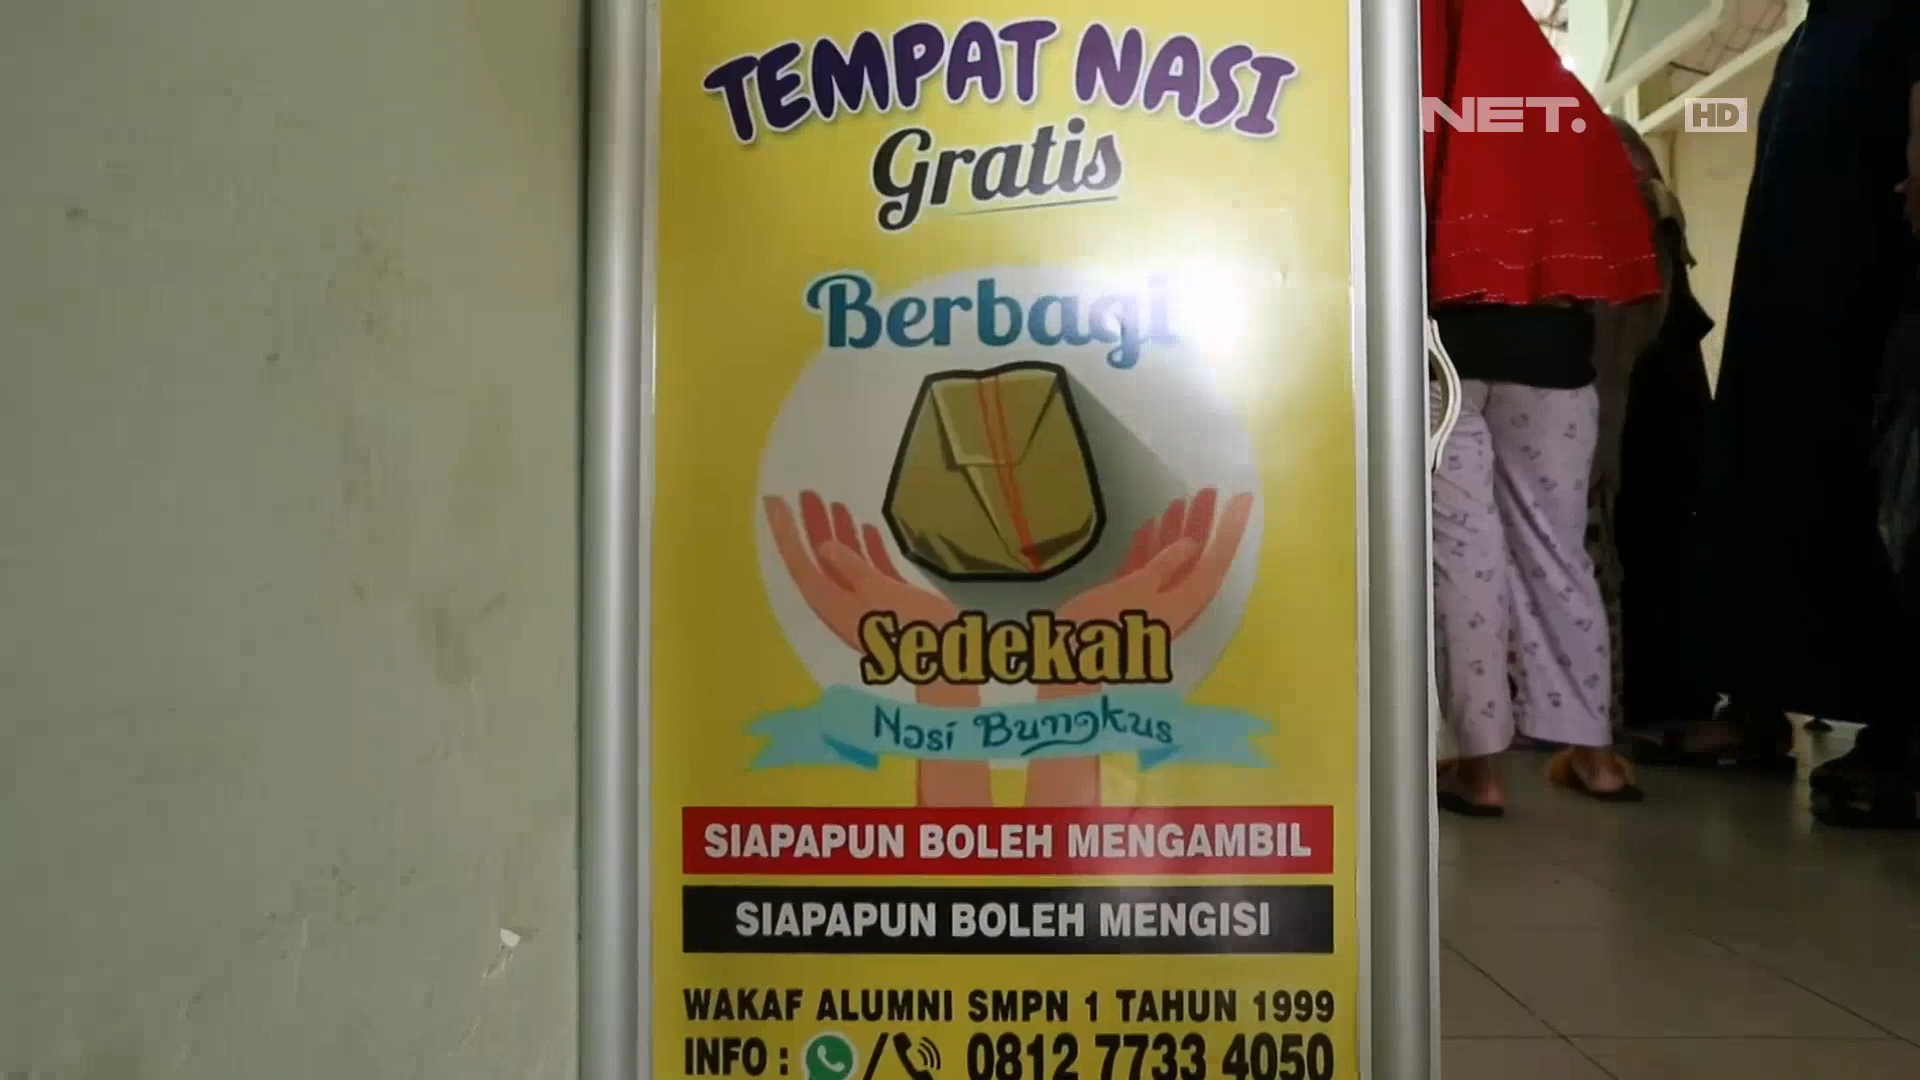 TEMPAT NASI
Gratis
NET. HD
Berbagi
Sedekah
Nasi Bungkus
SIAPAPUN BOLEH MENGAMBIL
SIAPAPUN BOLEH MENGISI
WAKAF ALUMNI SMPN 1 TAHUN 1999
INFO : / 0812 7733 4050